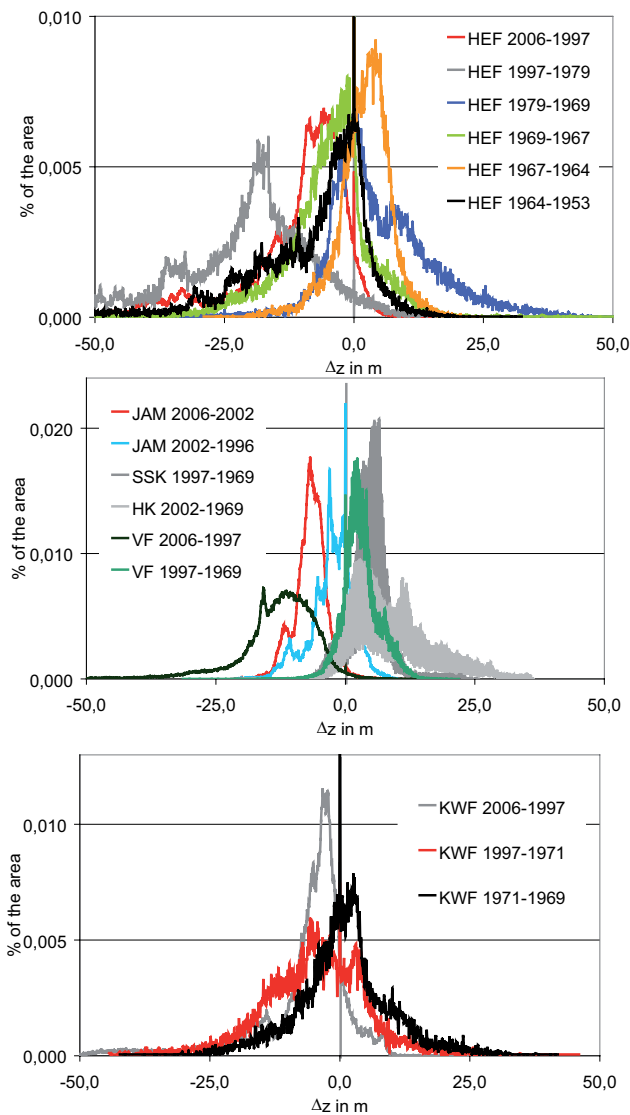 0,010
HEF 2006-1997
HEF 1997-1979
HEF 1979-1969
HEF 1969-1967
HEF 1967-1964
HEF 1964-1953
% of the area
0,005
0,000
-50,0 -25,0 0,0 25,0 50,0
Δz in m
JAM 2006-2002
JAM 2002-1996
SSK 1997-1969
HK 2002-1969
VF 2006-1997
VF 1997-1969
% of the area
0,020
0,010
0,000
-50,0 -25,0 0,0 25,0 50,0
Δz in m
KWF 2006-1997
KWF 1997-1971
KWF 1971-1969
% of the area
0,010
0,005
0,000
-50,0 -25,0 0,0 25,0 50,0
Δz in m